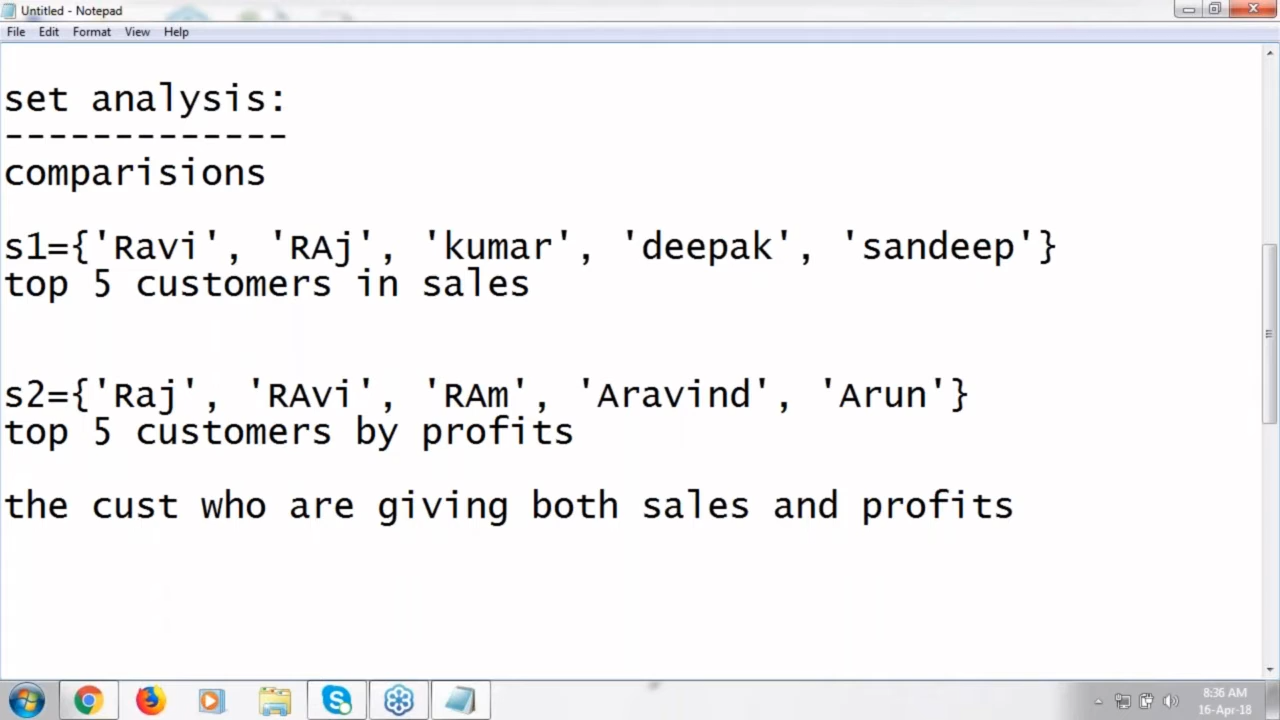 Untitled - Notepad
File Edit Format View Help
set analysis:
-------------
comparisions
s1={'Ravi', 'RAj', 'kumar', 'deepak', 'sandeep'}
top 5 customers in sales
s2={'Raj', 'RAvi', 'RAm', 'Aravind', 'Arun'}
top 5 customers by profits
the cust who are giving both sales and profits
8:36 AM
16-Apr-18